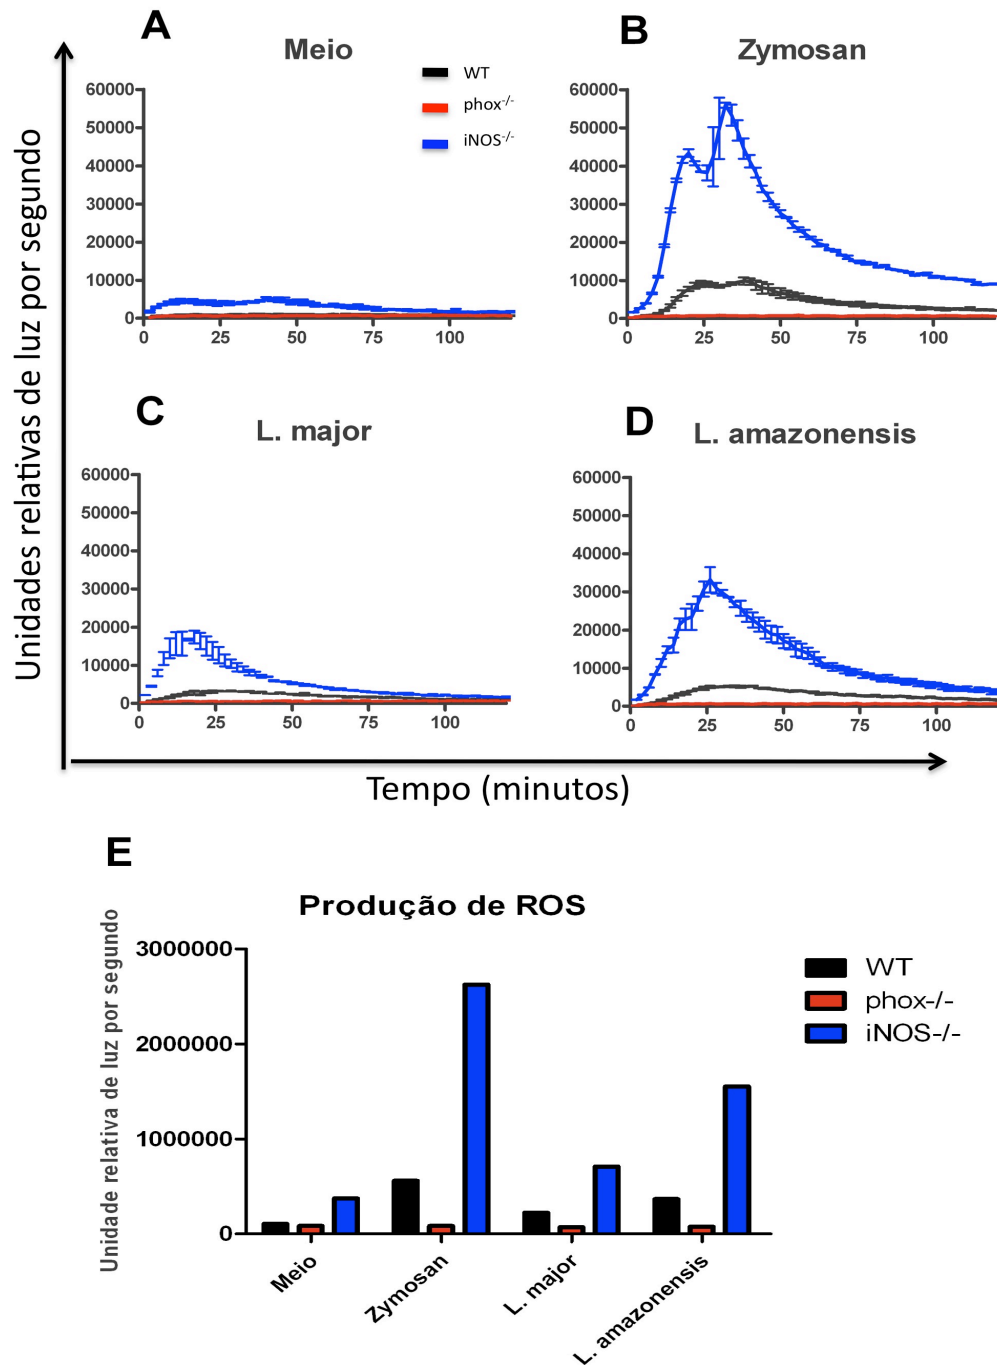 A
Meio
WT
phox-/-
iNOS-/-
60000
50000
40000
30000
20000
10000
0
0
25
50
75
100
B
Zymosan
60000
50000
40000
30000
20000
10000
0
0
25
50
75
100
Unidades relativas de luz por segundo
C
L. major
60000
50000
40000
30000
20000
10000
0
0
25
50
75
100
D
L. amazonensis
60000
50000
40000
30000
20000
10000
0
0
25
50
75
100
Tempo (minutos)
E
Produção de ROS
Unidade relativa de luz por segundo
3000000
2000000
1000000
0
Meio
Zymosan
L. major
L. amazonensis
WT
phox-/-
iNOS-/-